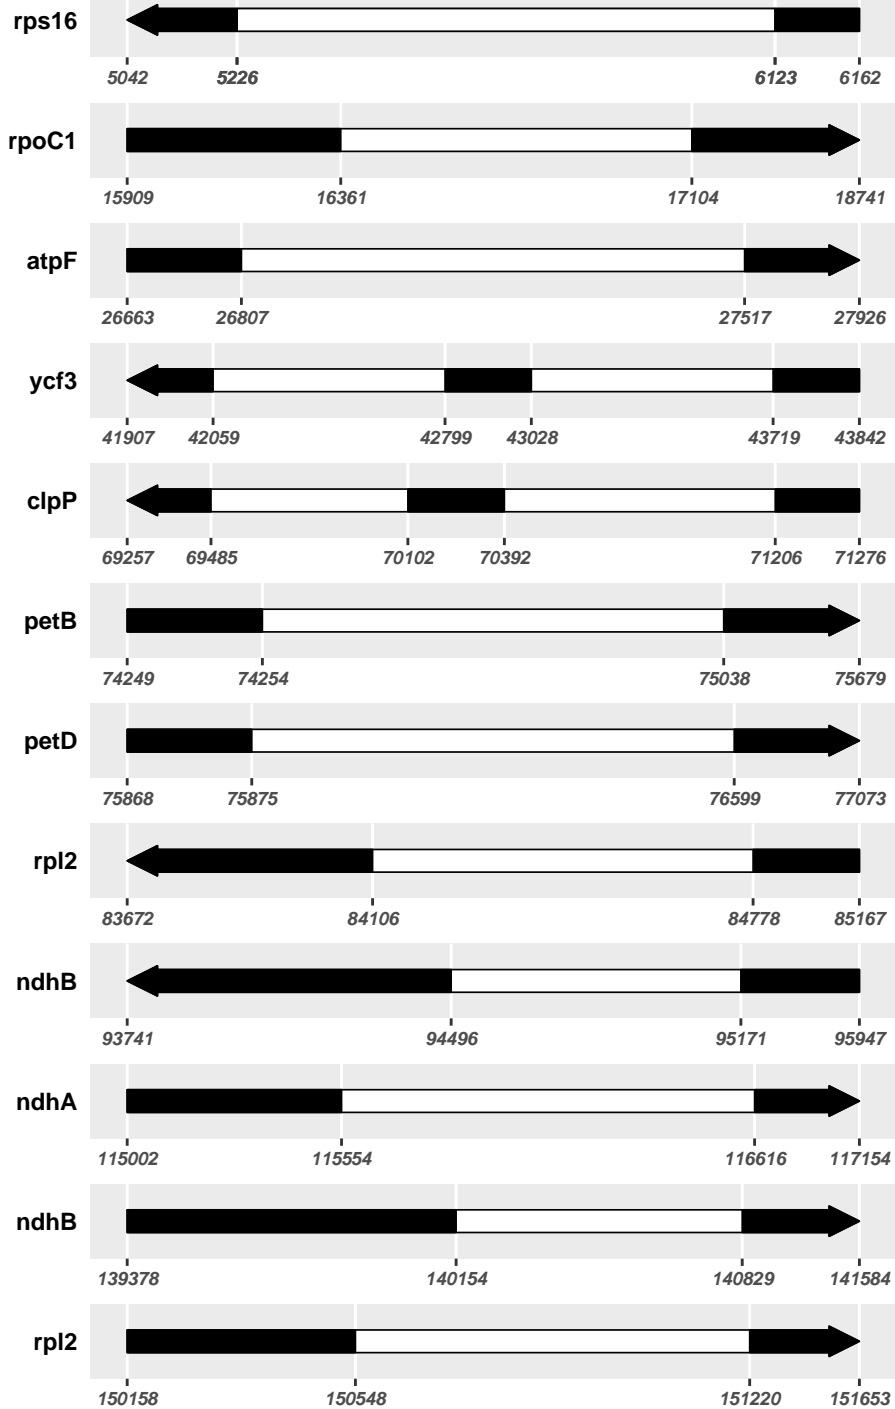 rps16
5042 5226 6123 6162
rpoC1
15909 16361 17104 18741
atpF
26663 26807 27517 27926
ycf3
41907 42059 42799 43028 43719 43842
clpP
69257 69485 70102 70392 71206 71276
petB
74249 74254 75038 75679
petD
75868 75875 76599 77073
rpl2
83672 84106 84778 85167
ndhB
93741 94496 95171 95947
ndhA
115002 115554 116616 117154
ndhB
139378 140154 140829 141584
rpl2
150158 150548 151220 151653